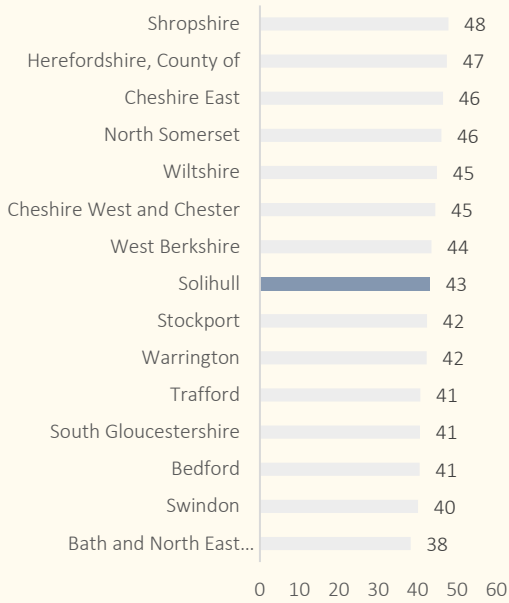 Shropshire 48
Herefordshire, County of 47
Cheshire East 46
North Somerset 46
Wiltshire 45
Cheshire West and Chester 45
West Berkshire 44
Solihull 43
Stockport 42
Warrington 42
Trafford 41
South Gloucestershire 41
Bedford 41
Swindon 40
Bath and North East... 38
0 10 20 30 40 50 60